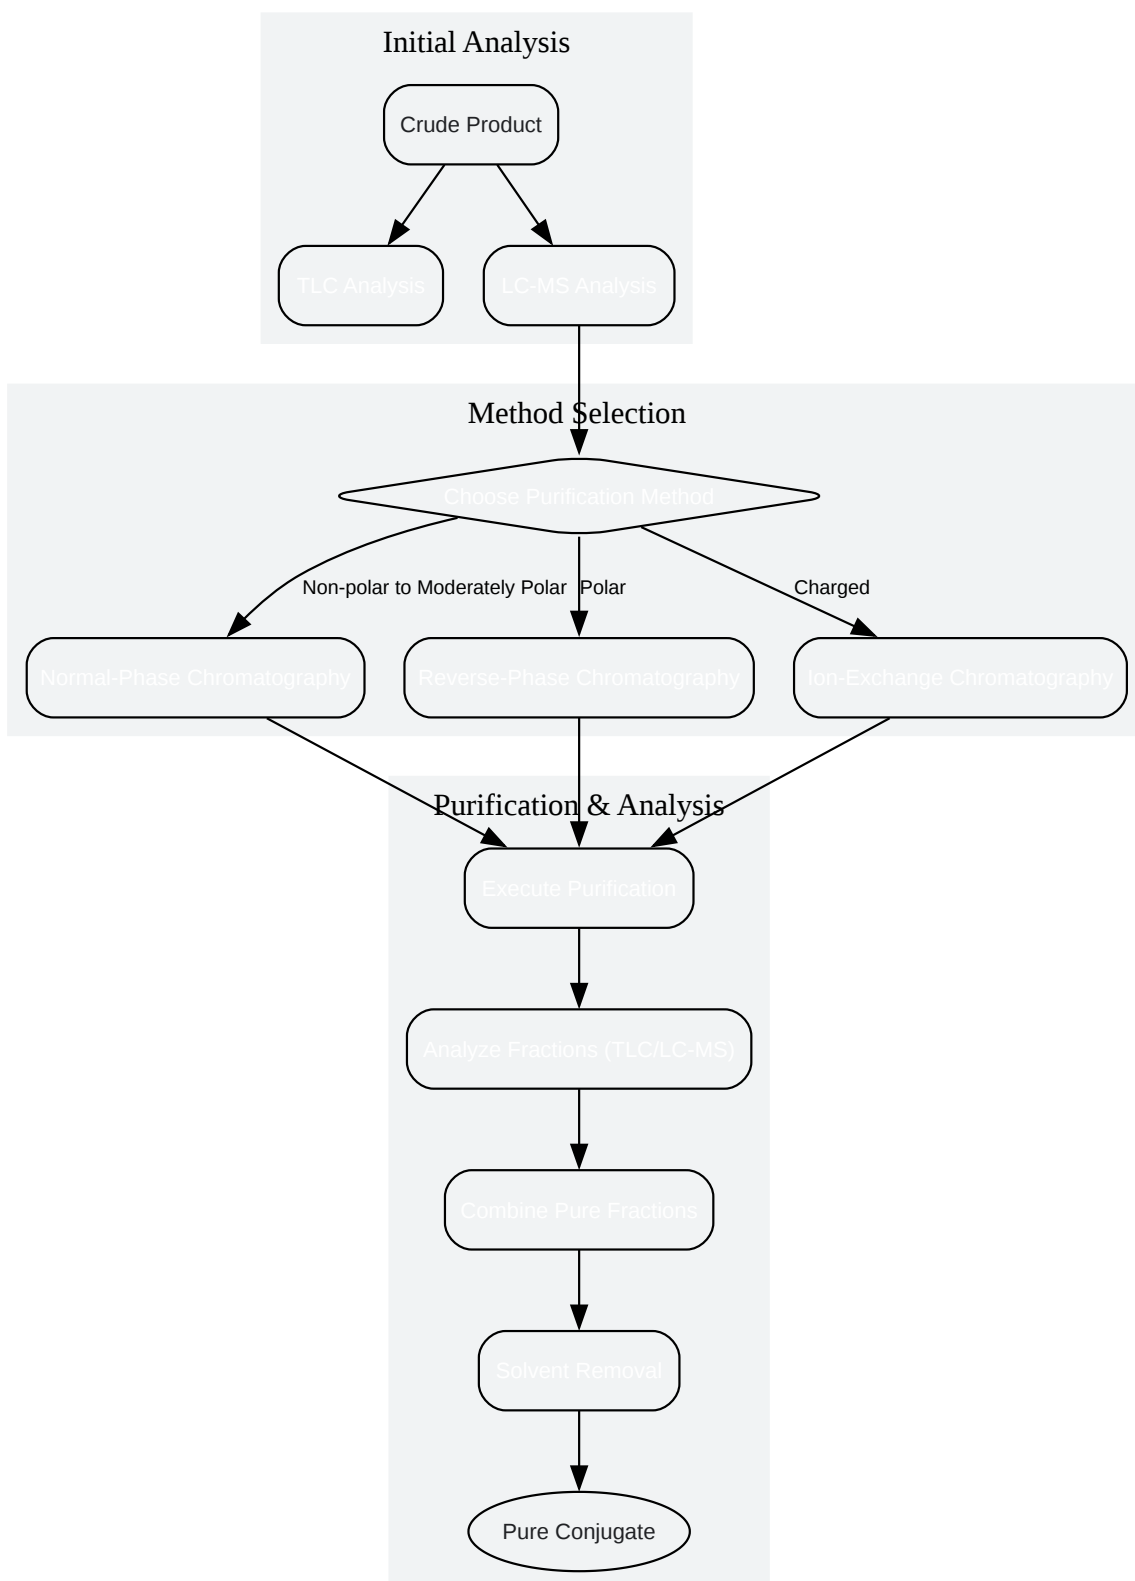 Initial Analysis
Crude Product
TLC Analysis
LC-MS Analysis
Method Selection
Choose Purification Method
Non-polar to Moderately Polar
Polar
Charged
Normal-Phase Chromatography
Reverse-Phase Chromatography
Ion-Exchange Chromatography
Purification & Analysis
Execute Purification
Analyze Fractions (TLC/LC-MS)
Combine Pure Fractions
Solvent Removal
Pure Conjugate